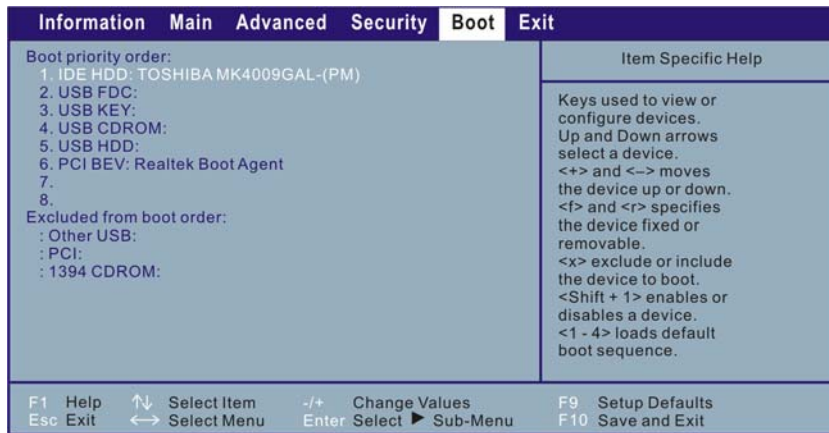 Information Main Advanced Security Boot Exit
Boot priority order:
1. IDE HDD: TOSHIBA MK4009GAL-(PM)
2. USB FDC:
3. USB KEY:
4. USB CDROM:
5. USB HDD:
6. PCI BEV: Realtek Boot Agent
7.
8.
Excluded from boot order:
: Other USB:
: PCI:
: 1394 CDROM:
Item Specific Help
Keys used to view or
configure devices.
Up and Down arrows
select a device.
<+> and <–> moves
the device up or down.
<f> and <r> specifies
the device fixed or
removable.
<x> exclude or include
the device to boot.
<Shift + 1> enables or
disables a device.
<1 - 4> loads default
boot sequence.
F1 Help ↑↓ Select Item -/+ Change Values F9 Setup Defaults
Esc Exit ←→ Select Menu Enter Select ▶ Sub-Menu F10 Save and Exit